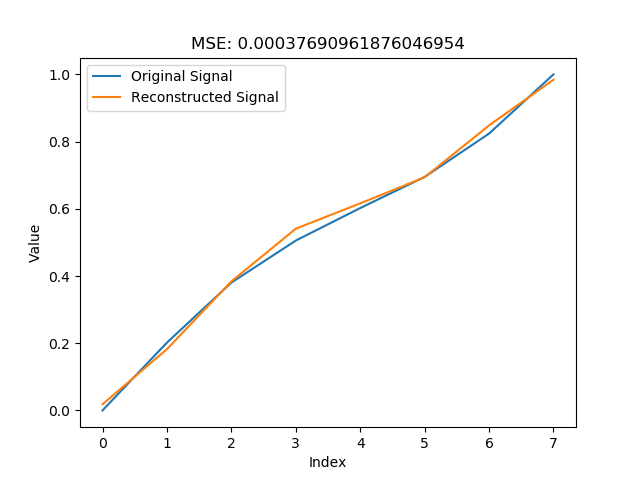 MSE: 0.00037690961876046954
Original Signal
Reconstructed Signal
1.0
0.8
0.6
0.4
0.2
0.0
Value
0 1 2 3 4 5 6 7
Index